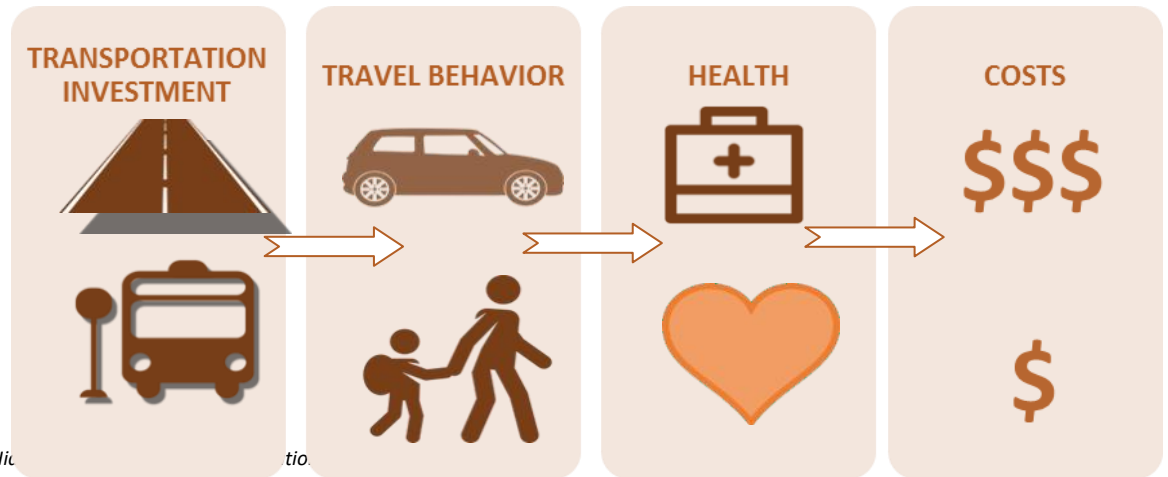 TRANSPORTATION
INVESTMENT
TRAVEL BEHAVIOR
HEALTH
COSTS
$$$
$